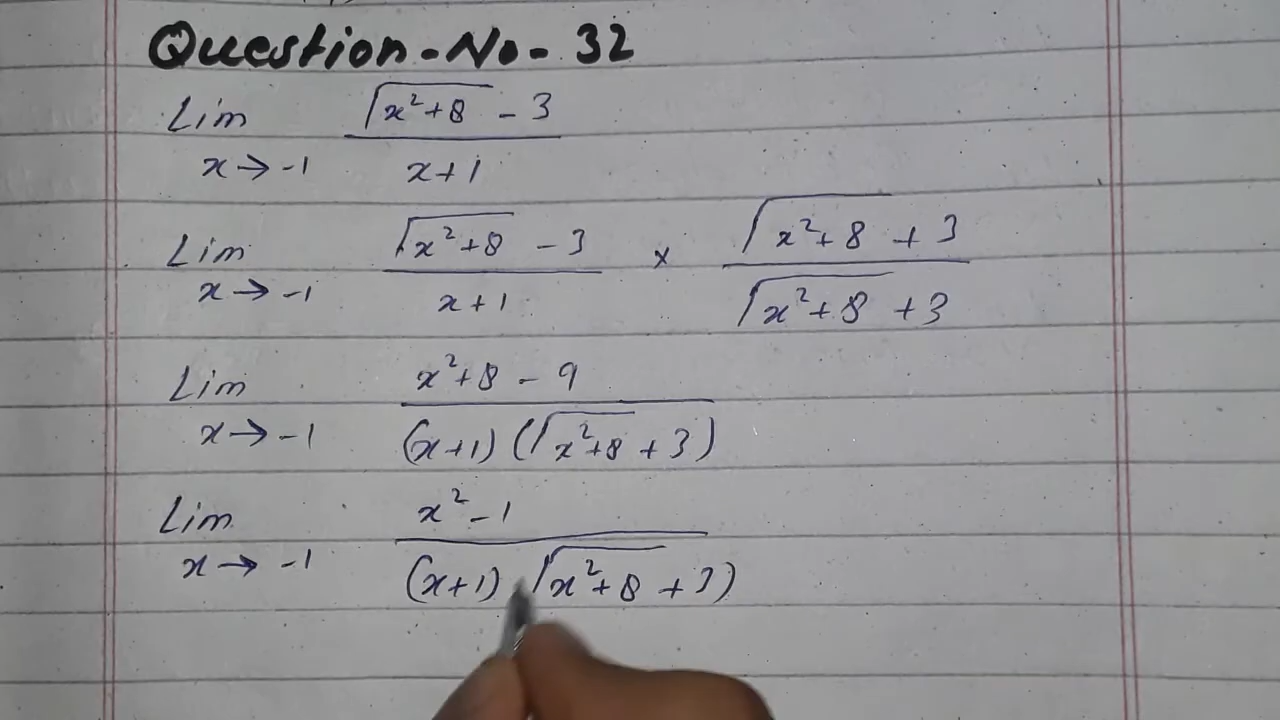 Question-No-32
Lim √(x²+8) - 3
x→-1 x+1
Lim √(x²+8) - 3 × √(x²+8) + 3
x→-1 x+1 √(x²+8) + 3
Lim x²+8 - 9
x→-1 (x+1) (√(x²+8) + 3)
Lim x² - 1
x→ -1 (x+1) √(x²+8) + 3)